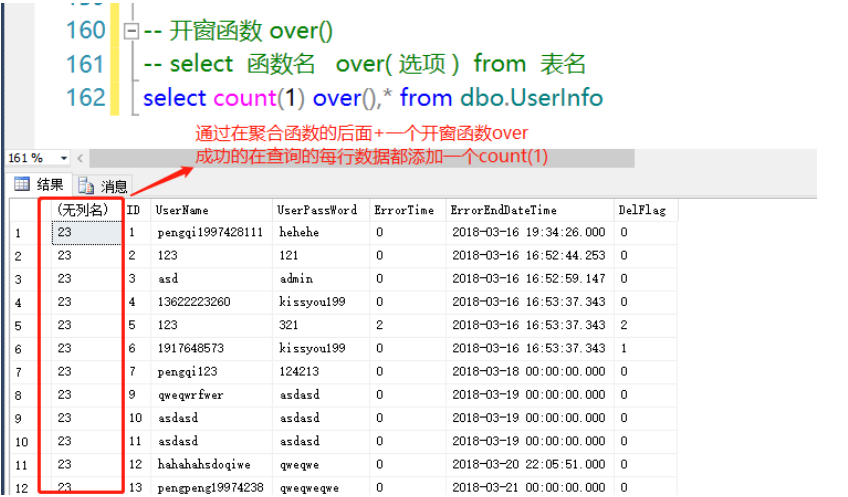 160 -- 开窗函数 over()
161 -- select 函数名 over( 选项 ) from 表名
162 select count(1) over(),* from dbo.UserInfo
通过在聚合函数的后面+一个开窗函数over
成功的在查询的每行数据都添加一个count(1)
161 %
结果 消息
(无列名) ID UserName UserPassWord ErrorTime ErrorEndDateTime DelFlag
1 23 1 pengqi1997428111 hehehe 0 2018-03-16 19:34:26.000 0
2 23 2 123 121 0 2018-03-16 16:52:44.253 0
3 23 3 asd admin 0 2018-03-16 16:52:59.147 0
4 23 4 13622223260 kissyou199 0 2018-03-16 16:53:37.343 0
5 23 5 123 321 2 2018-03-16 16:53:37.343 2
6 23 6 1917648573 kissyou199 0 2018-03-16 16:53:37.343 1
7 23 7 pengqi123 124213 0 2018-03-18 00:00:00.000 0
8 23 9 qweqwrfwer asdasd 0 2018-03-19 00:00:00.000 0
9 23 10 asdasd asdasd 0 2018-03-19 00:00:00.000 0
10 23 11 asdasd asdasd 0 2018-03-19 00:00:00.000 0
11 23 12 hahahahsdoqiwe qweqwe 0 2018-03-20 22:05:51.000 0
12 23 13 pengpeng19974238 qweqweqwe 0 2018-03-21 00:00:00.000 0